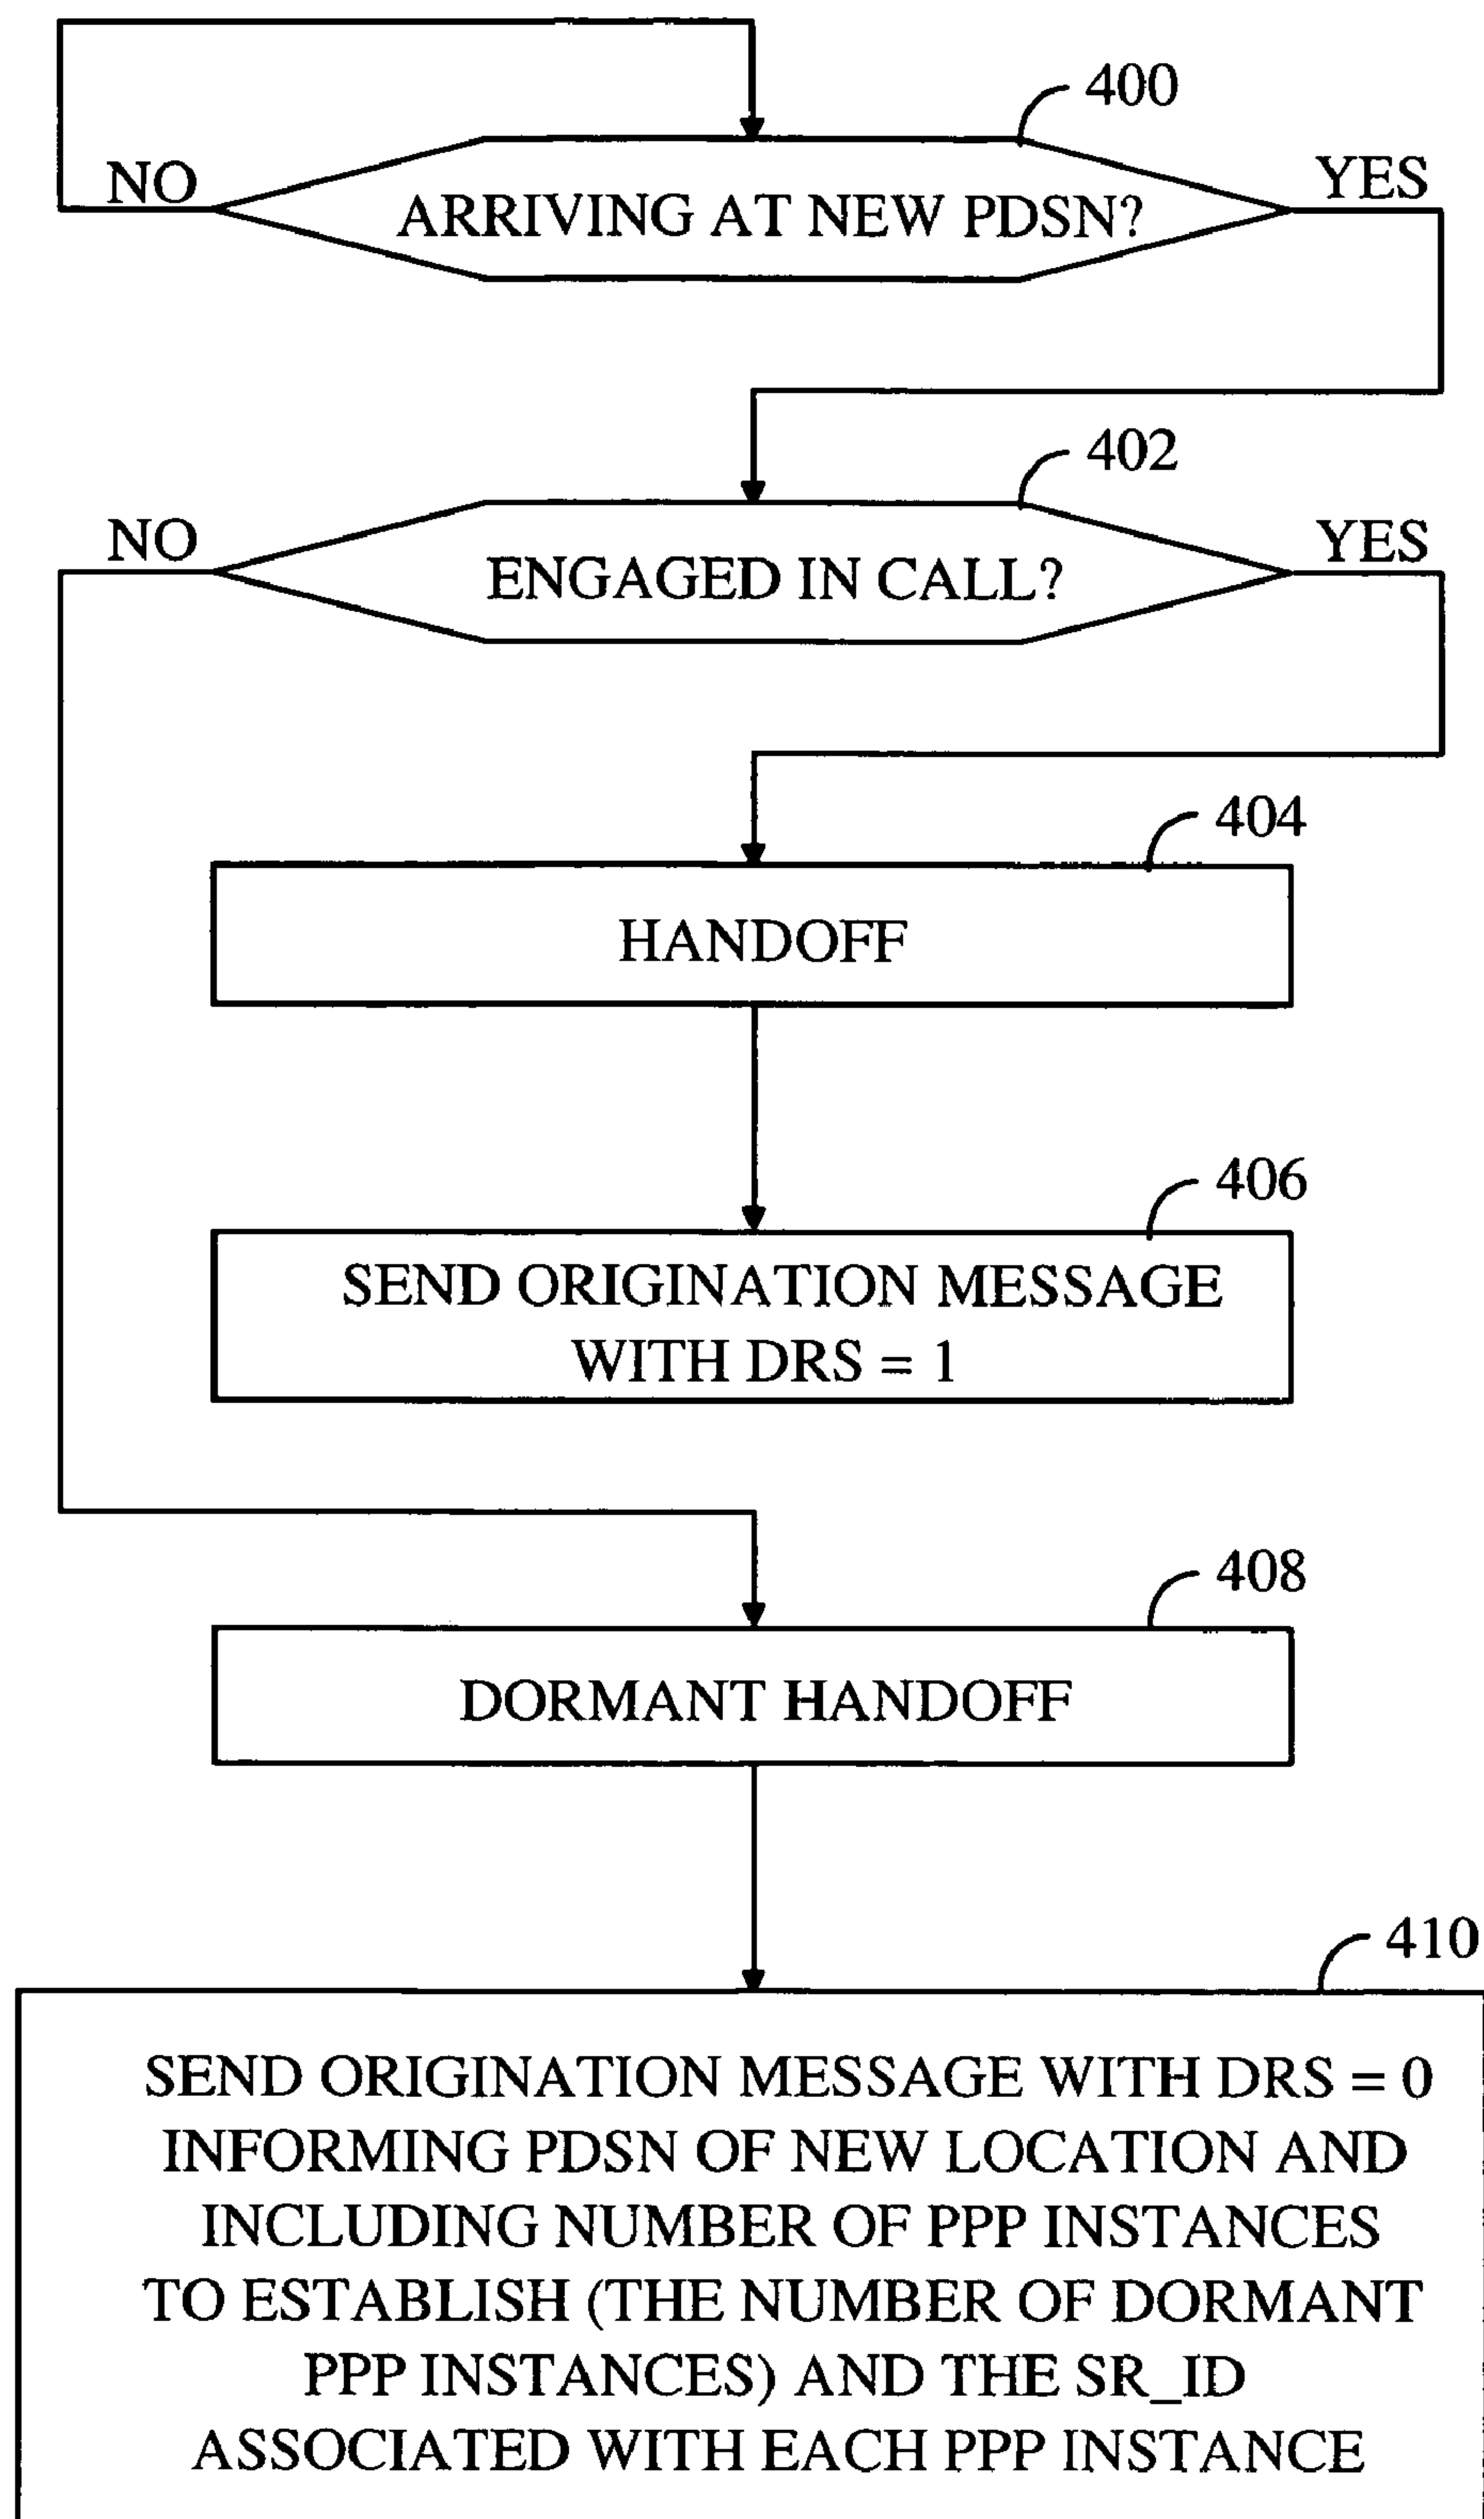 400
NO
YES
ARRIVING AT NEW PDSN?
402
NO
YES
ENGAGED IN CALL?
404
HANDOFF
406
SEND ORIGINATION MESSAGE
WITH DRS = 1
408
DORMANT HANDOFF
410
SEND ORIGINATION MESSAGE WITH DRS = 0
INFORMING PDSN OF NEW LOCATION AND
INCLUDING NUMBER OF PPP INSTANCES
TO ESTABLISH (THE NUMBER OF DORMANT
PPP INSTANCES) AND THE SR_ID
ASSOCIATED WITH EACH PPP INSTANCE